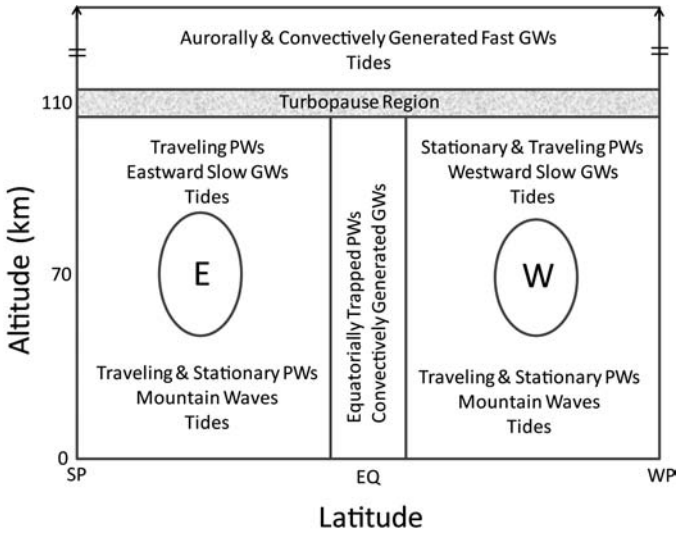 Aurorally & Convectively Generated Fast GWs
Tides
110
Turbopause Region
Traveling PWs
Eastward Slow GWs
Tides
Stationary & Traveling PWs
Westward Slow GWs
Tides
Equatorially Trapped PWs
Convectively Generated GWs
Altitude (km)
70
E
W
Traveling & Stationary PWs
Mountain Waves
Tides
Traveling & Stationary PWs
Mountain Waves
Tides
0
SP
EQ
WP
Latitude